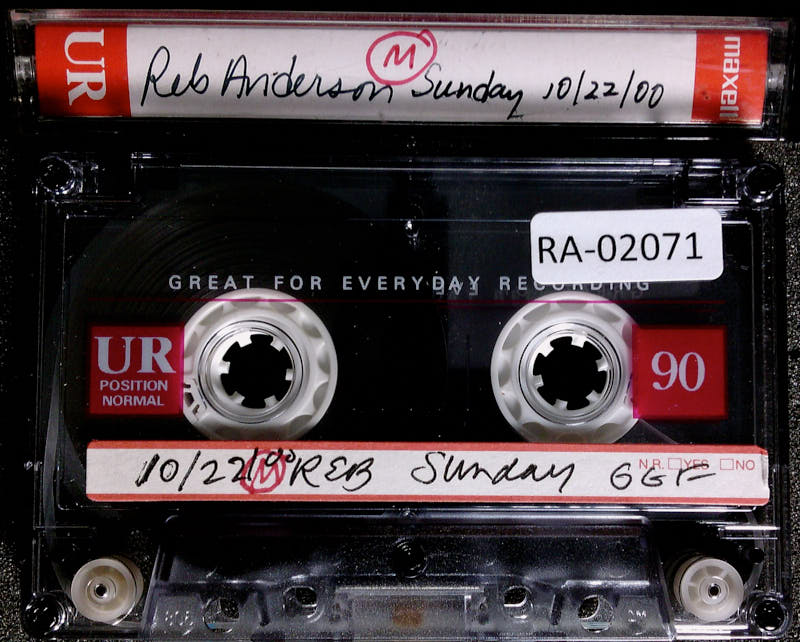 UR Reb Anderson M Sunday 10/22/00 maxell
RA-02071
GREAT FOR EVERYDAY RECORDING
UR
POSITION
NORMAL
90
10/22/00 M REB Sunday GGF
N.R. YES NO